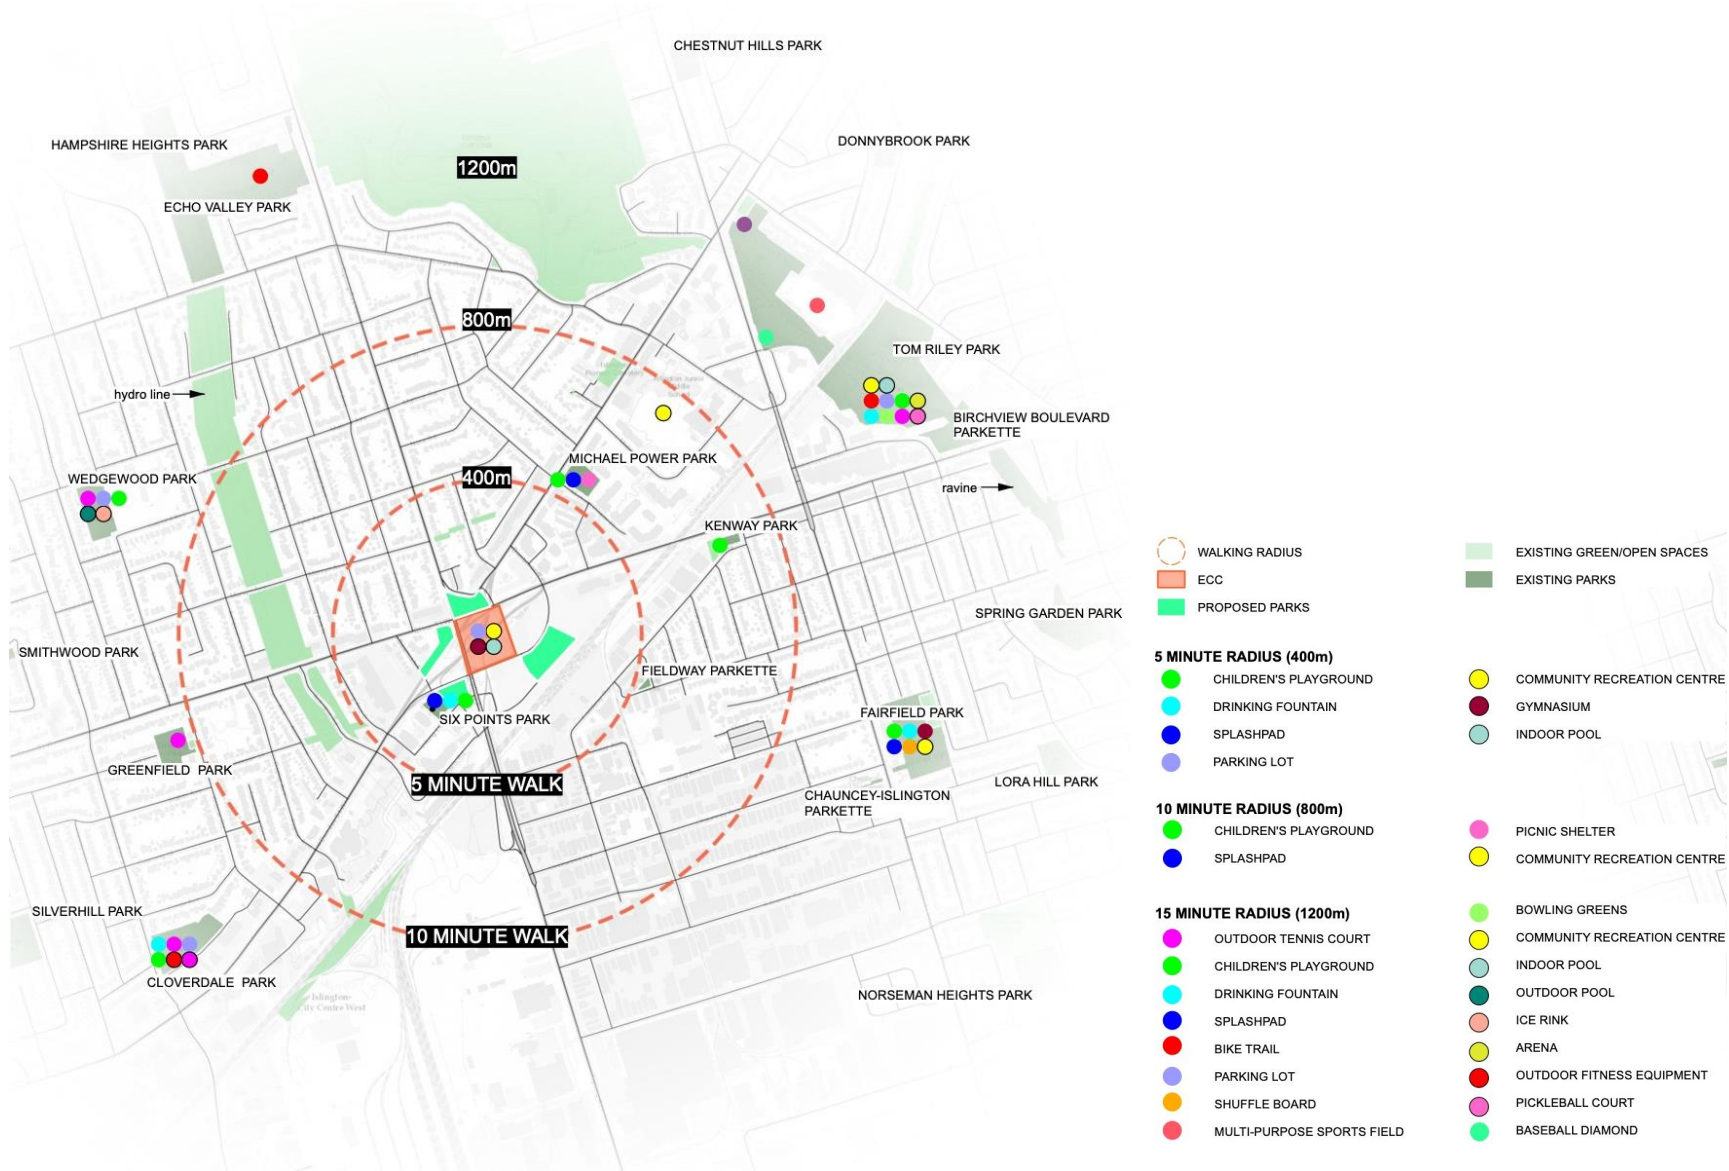 CHESTNUT HILLS PARK
DONNYBROOK PARK
HAMPSHIRE HEIGHTS PARK
1200m
ECHO VALLEY PARK
800m
TOM RILEY PARK
hydro line
BIRCHVIEW BOULEVARD
PARKETTE
MICHAEL POWER PARK
400m
WEDGEWOOD PARK
ravine
KENWAY PARK
SPRING GARDEN PARK
SMITHWOOD PARK
FIELDWAY PARKETTE
SIX POINTS PARK
FAIRFIELD PARK
GREENFIELD PARK
5 MINUTE WALK
LORA HILL PARK
CHAUNCEY-ISLINGTON
PARKETTE
SILVERHILL PARK
10 MINUTE WALK
CLOVERDALE PARK
Islington-
City Centre West
NORSEMAN HEIGHTS PARK
WALKING RADIUS
ECC
PROPOSED PARKS
EXISTING GREEN/OPEN SPACES
EXISTING PARKS
5 MINUTE RADIUS (400m)
CHILDREN'S PLAYGROUND
DRINKING FOUNTAIN
SPLASHPAD
PARKING LOT
COMMUNITY RECREATION CENTRE
GYMNASIUM
INDOOR POOL
10 MINUTE RADIUS (800m)
CHILDREN'S PLAYGROUND
SPLASHPAD
PICNIC SHELTER
COMMUNITY RECREATION CENTRE
15 MINUTE RADIUS (1200m)
OUTDOOR TENNIS COURT
CHILDREN'S PLAYGROUND
DRINKING FOUNTAIN
SPLASHPAD
BIKE TRAIL
PARKING LOT
SHUFFLE BOARD
MULTI-PURPOSE SPORTS FIELD
BOWLING GREENS
COMMUNITY RECREATION CENTRE
INDOOR POOL
OUTDOOR POOL
ICE RINK
ARENA
OUTDOOR FITNESS EQUIPMENT
PICKLEBALL COURT
BASEBALL DIAMOND